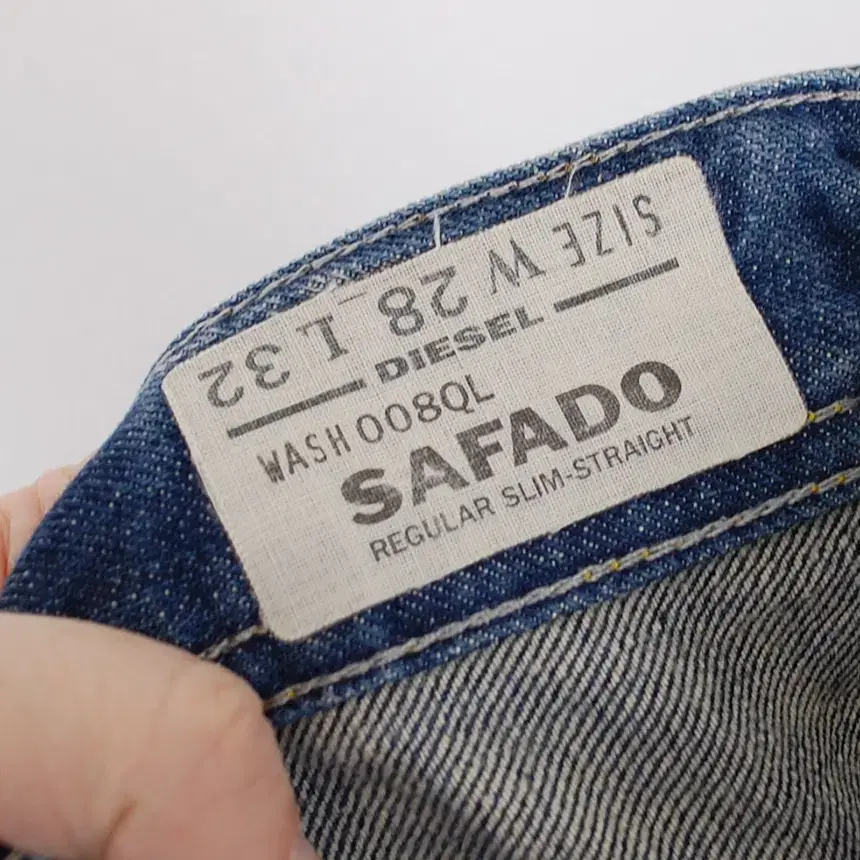 SIZE W 28 L 32
DIESEL
WASH 008QL
SAFADO
REGULAR SLIM-STRAIGHT